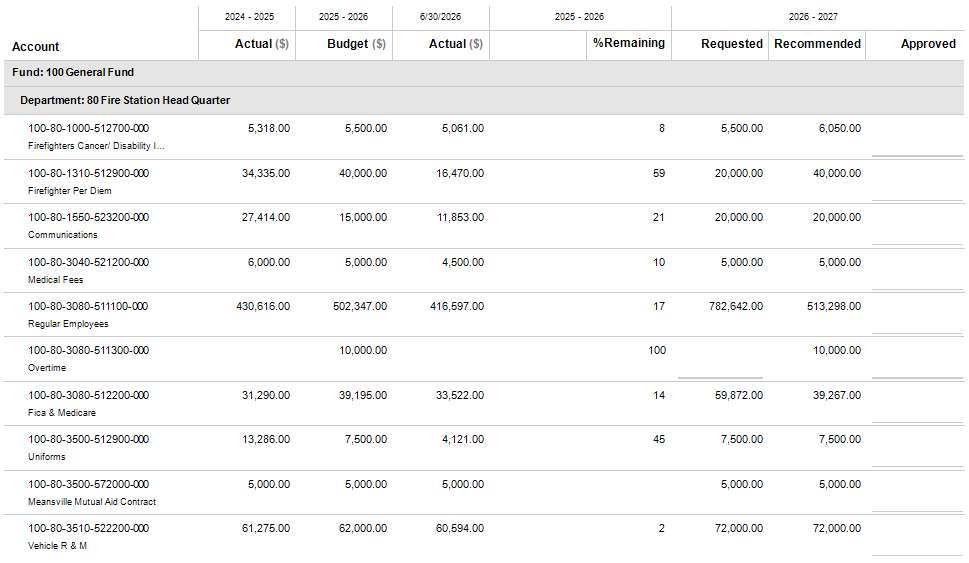 2024 - 2025 2025 - 2026 6/30/2026 2025 - 2026 2026 - 2027
Account Actual ($) Budget ($) Actual ($) %Remaining Requested Recommended Approved
Fund: 100 General Fund
Department: 80 Fire Station Head Quarter
100-80-1000-512700-000 5,318.00 5,500.00 5,061.00 8 5,500.00 6,050.00
Firefighters Cancer/ Disability I...
100-80-1310-512900-000 34,335.00 40,000.00 16,470.00 59 20,000.00 40,000.00
Firefighter Per Diem
100-80-1550-523200-000 27,414.00 15,000.00 11,853.00 21 20,000.00 20,000.00
Communications
100-80-3040-521200-000 6,000.00 5,000.00 4,500.00 10 5,000.00 5,000.00
Medical Fees
100-80-3080-511100-000 430,616.00 502,347.00 416,597.00 17 782,642.00 513,298.00
Regular Employees
100-80-3080-511300-000 10,000.00 100 10,000.00
Overtime
100-80-3080-512200-000 31,290.00 39,195.00 33,522.00 14 59,872.00 39,267.00
Fica & Medicare
100-80-3500-512900-000 13,286.00 7,500.00 4,121.00 45 7,500.00 7,500.00
Uniforms
100-80-3500-572000-000 5,000.00 5,000.00 5,000.00 5,000.00 5,000.00
Meansville Mutual Aid Contract
100-80-3510-522200-000 61,275.00 62,000.00 60,594.00 2 72,000.00 72,000.00
Vehicle R & M